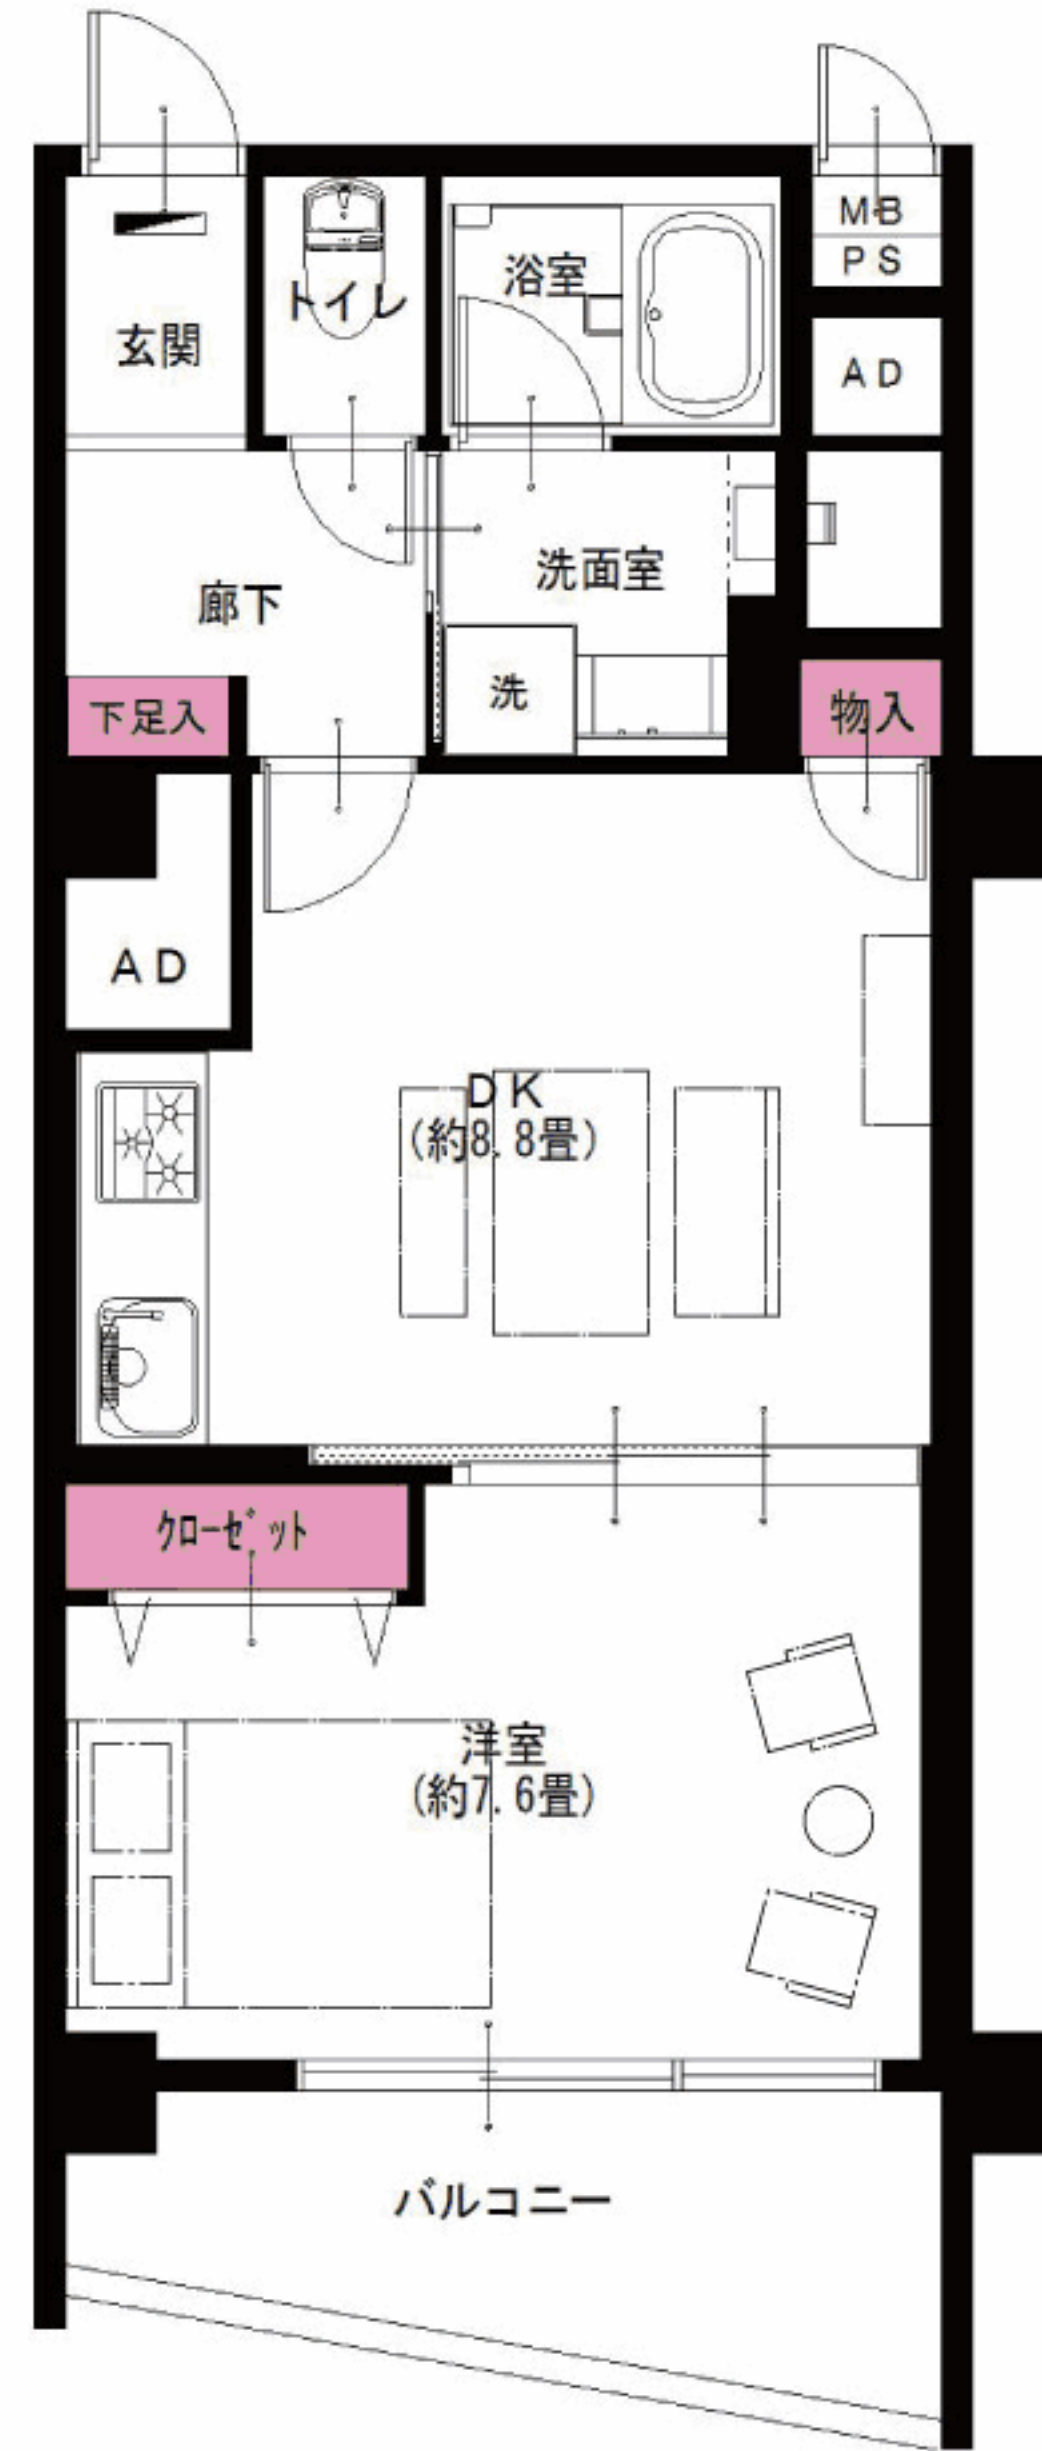 MB
PS
浴室
トイレ
玄関
AD
洗面室
廊下
洗
下足入
物入
AD
DK
(約8.8畳)
クローゼット
洋室
(約7.6畳)
バルコニー